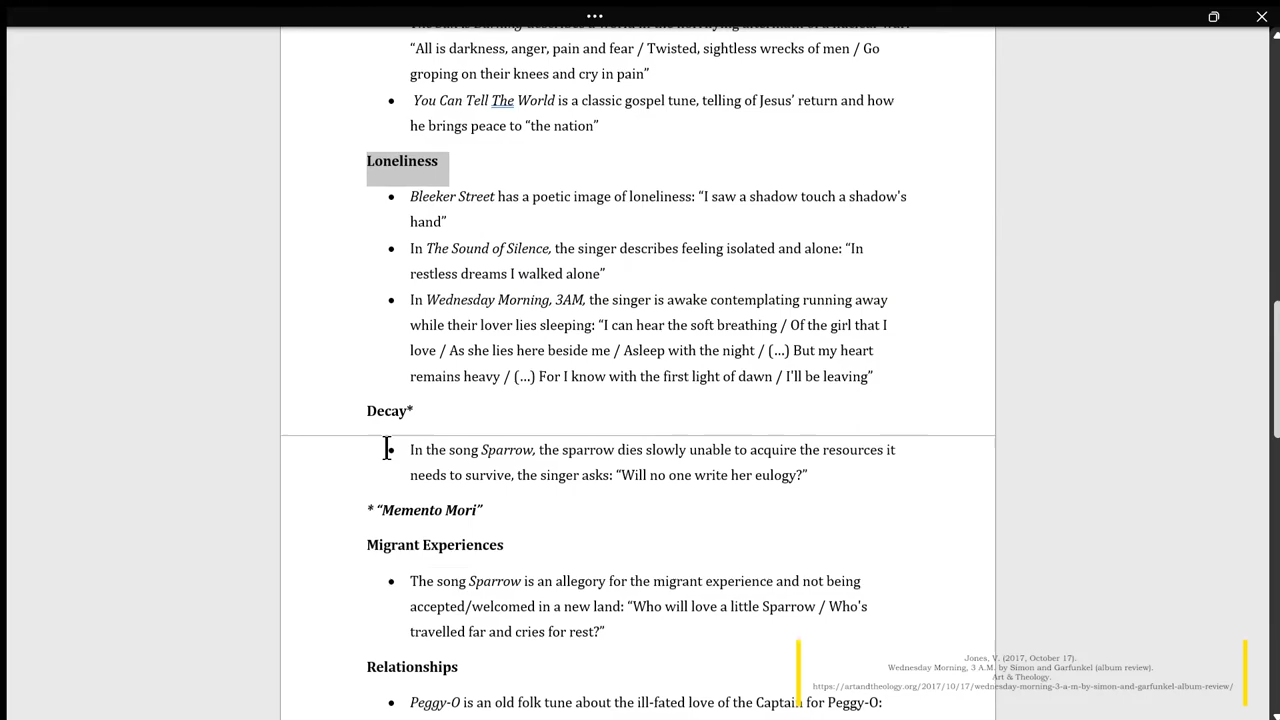 “All is darkness, anger, pain and fear / Twisted, sightless wrecks of men / Go
groping on their knees and cry in pain”
• You Can Tell The World is a classic gospel tune, telling of Jesus’ return and how
he brings peace to “the nation”
Loneliness
• Bleeker Street has a poetic image of loneliness: “I saw a shadow touch a shadow's
hand”
• In The Sound of Silence, the singer describes feeling isolated and alone: “In
restless dreams I walked alone”
• In Wednesday Morning, 3AM, the singer is awake contemplating running away
while their lover lies sleeping: “I can hear the soft breathing / Of the girl that I
love / As she lies here beside me / Asleep with the night / (…) But my heart
remains heavy / (…) For I know with the first light of dawn / I'll be leaving”
Decay*
• In the song Sparrow, the sparrow dies slowly unable to acquire the resources it
needs to survive, the singer asks: “Will no one write her eulogy?”
* “Memento Mori”
Migrant Experiences
• The song Sparrow is an allegory for the migrant experience and not being
accepted/welcomed in a new land: “Who will love a little Sparrow / Who's
travelled far and cries for rest?”
Relationships
• Peggy-O is an old folk tune about the ill-fated love of the Captain for Peggy-O:
Jones, V. (2017, October 17).
Wednesday Morning, 3 A.M. by Simon and Garfunkel (album review).
Art & Theology.
https://artandtheology.org/2017/10/17/wednesday-morning-3-a-m-by-simon-and-garfunkel-album-review/